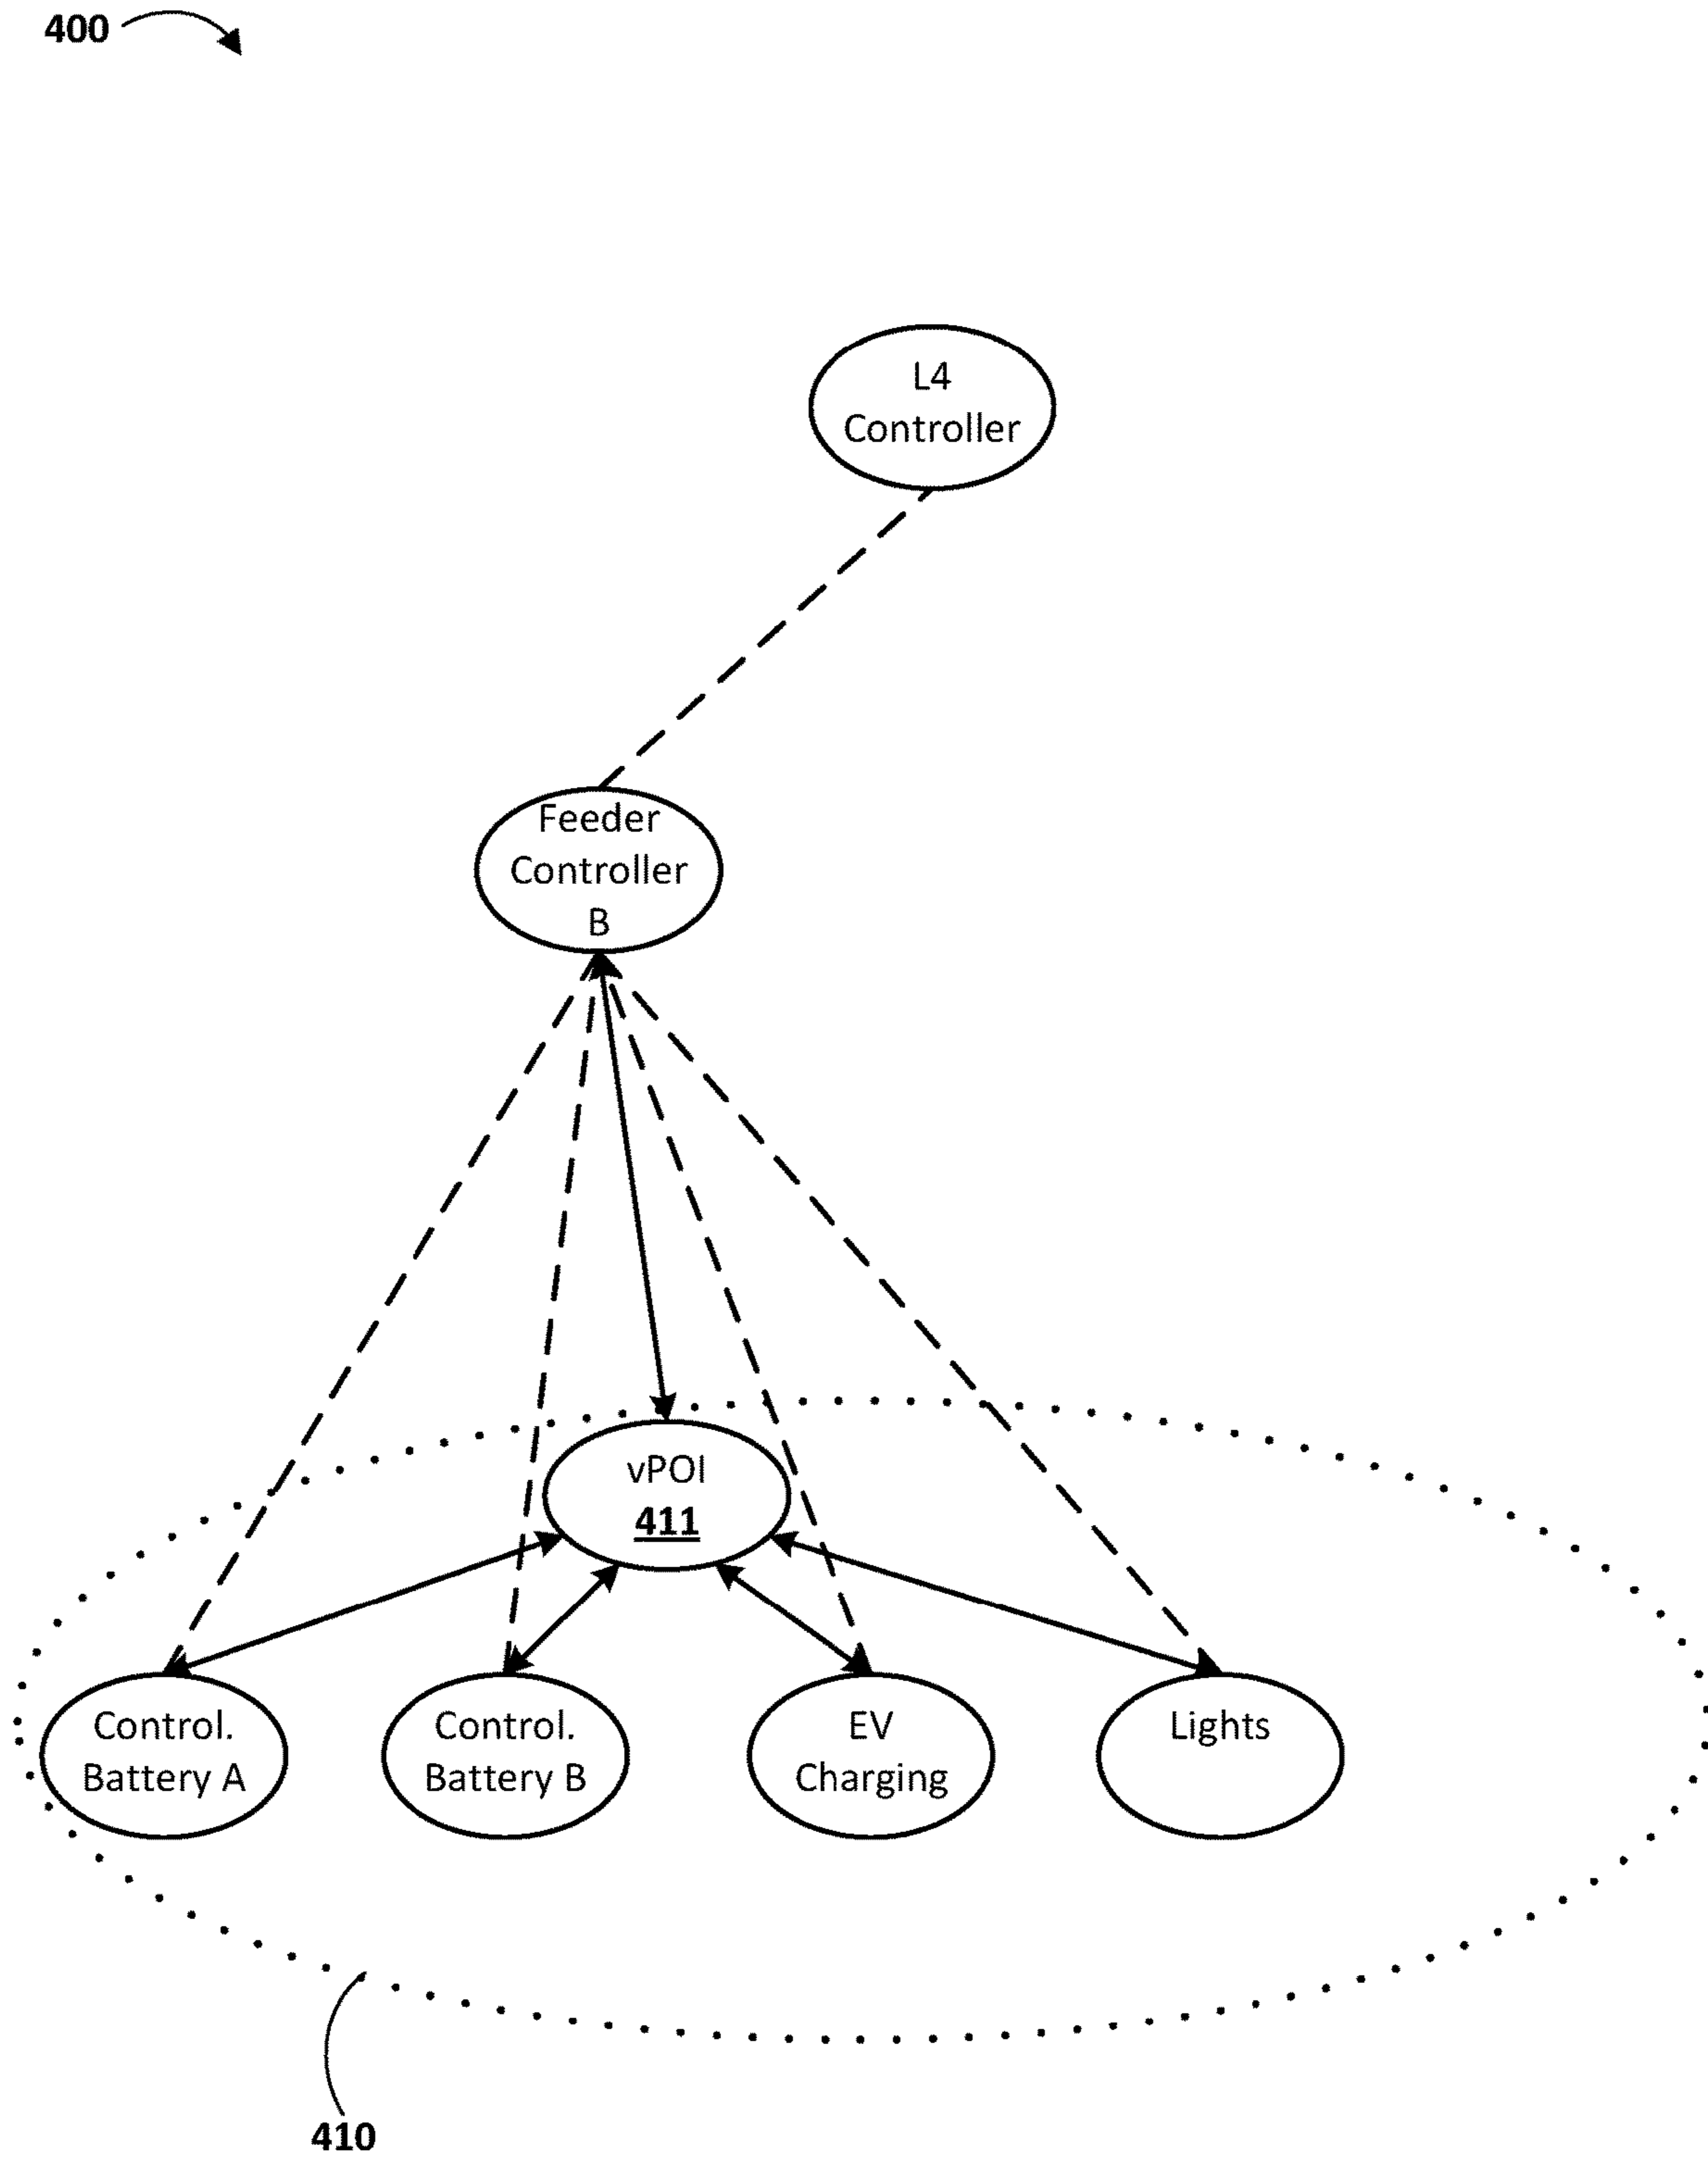 400
L4
Controller
Feeder
Controller
B
vPOI
411
Control.
Battery A
Control.
Battery B
EV
Charging
Lights
410